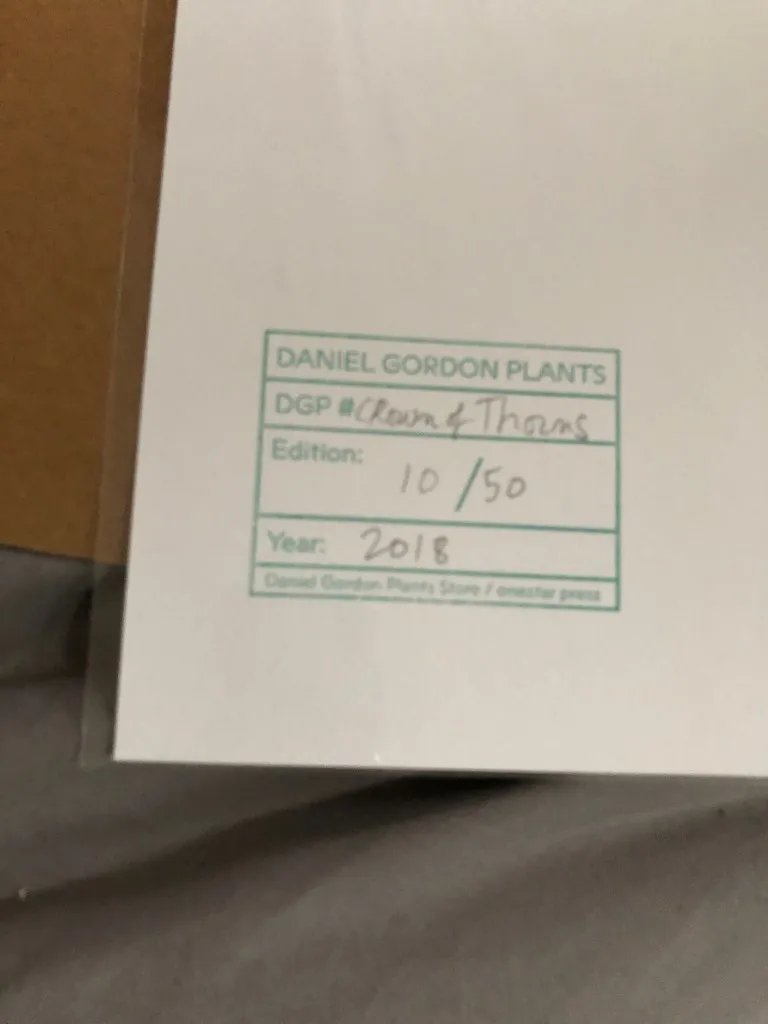 DANIEL GORDON PLANTS
DGP # Crown of Thorns
Edition: 10 /50
Year: 2018
Daniel Gordon Plants Store / onestar press